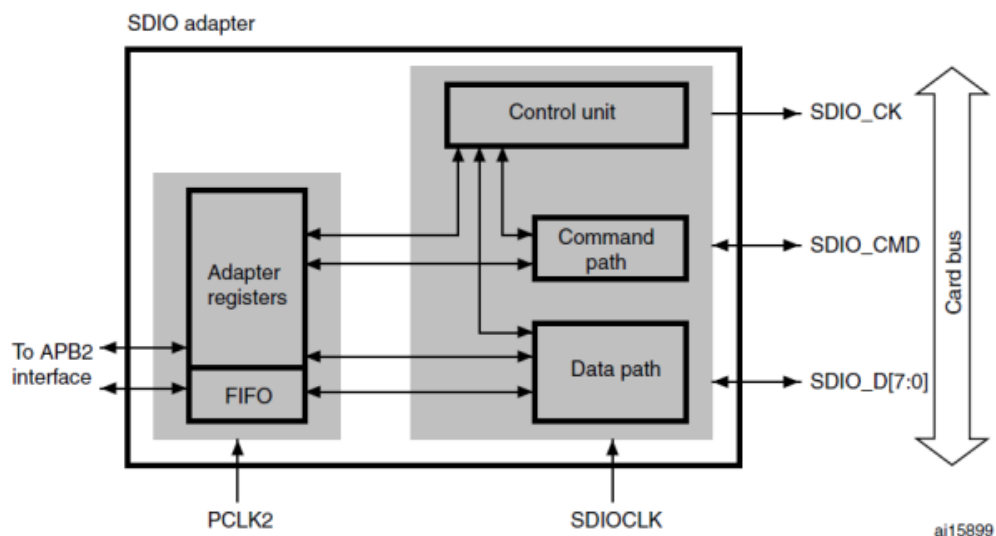 SDIO adapter
Control unit
SDIO_CK
Command
path
SDIO_CMD
Adapter
registers
Card bus
To APB2
interface
Data path
SDIO_D[7:0]
FIFO
PCLK2
SDIOCLK
ai15899